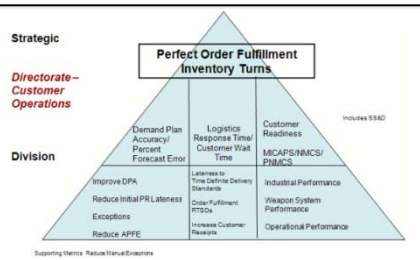 Strategic
Perfect Order Fulfillment
Inventory Turns
Directorate –
Customer
Operations
Includes SS&D
Demand Plan
Accuracy/
Percent
Forecast Error
Logistics
Response Time/
Customer Wait
Time
Customer
Readiness
MICAPS/NMCS/
PNMCS
Division
Improve DPA
Reduce Initial PR Lateness
Exceptions
Reduce APFE
Lateness to
Time Definite Delivery
Standards
Order Fulfillment
RTSOs
Increase Customer
Receipts
Industrial Performance
Weapon System
Performance
Operational Performance
Supporting Metrics Reduce Manual Exceptions